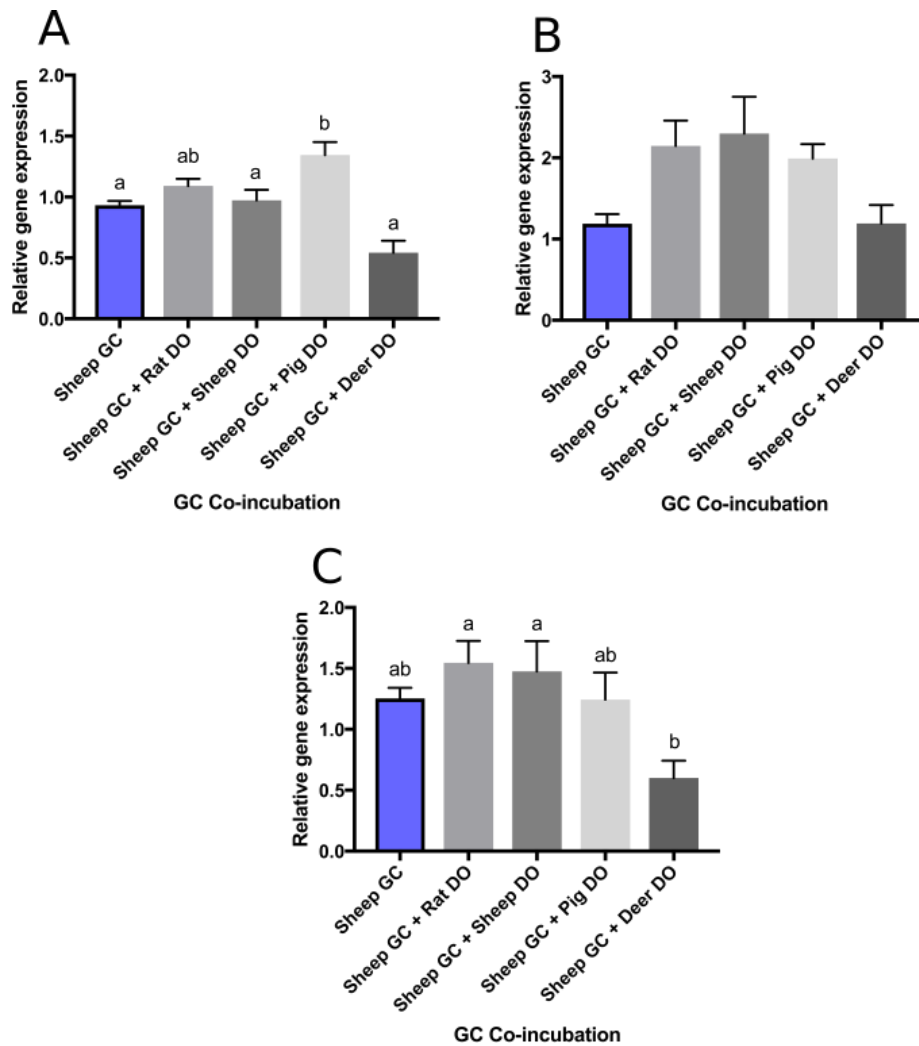 A
Relative gene expression
2.0
1.5
1.0
0.5
0.0
a
ab
a
b
a
Sheep GC
Sheep GC + Rat DO
Sheep GC + Sheep DO
Sheep GC + Pig DO
Sheep GC + Deer DO
GC Co-incubation
B
Relative gene expression
3
2
1
0
Sheep GC
Sheep GC + Rat DO
Sheep GC + Sheep DO
Sheep GC + Pig DO
Sheep GC + Deer DO
GC Co-incubation
C
Relative gene expression
2.0
1.5
1.0
0.5
0.0
ab
a
a
ab
b
Sheep GC
Sheep GC + Rat DO
Sheep GC + Sheep DO
Sheep GC + Pig DO
Sheep GC + Deer DO
GC Co-incubation